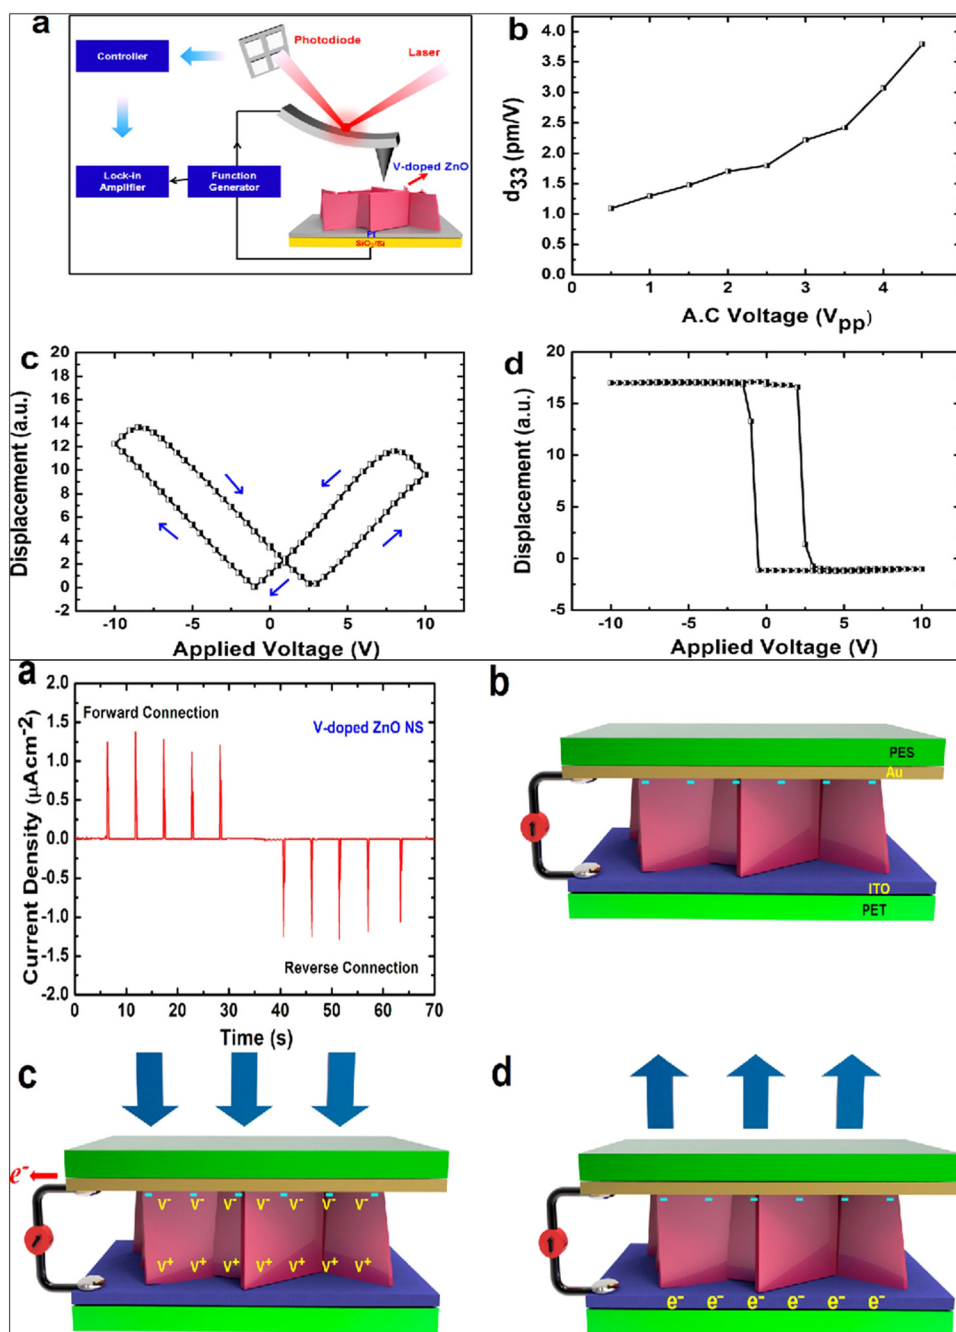 a
Photodiode
Laser
Controller
Lock-in
Amplifier
Function
Generator
V-doped ZnO
Pt
SiO2/Si
b
4.0
3.5
3.0
2.5
2.0
1.5
1.0
0.5
0.0
d33 (pm/V)
0 1 2 3 4
A.C Voltage (Vpp)
c
20
18
16
14
12
10
8
6
4
2
0
-2
Displacement (a.u.)
-10 -5 0 5 10
Applied Voltage (V)
d
20
15
10
5
0
-5
Displacement (a.u.)
-10 -5 0 5 10
Applied Voltage (V)
a
2.0
1.5
1.0
0.5
0.0
-0.5
-1.0
-1.5
-2.0
Current Density (µAcm-2)
Forward Connection
V-doped ZnO NS
Reverse Connection
0 10 20 30 40 50 60 70
Time (s)
b
PES
Au
ITO
PET
c
e-
V- V- V- V- V- V- V-
V+ V+ V+ V+ V+ V+ V+
d
e- e- e- e- e- e-